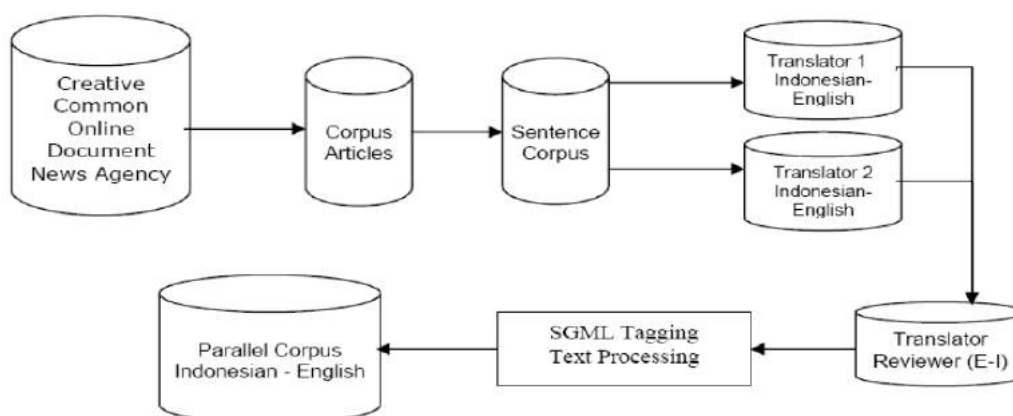 Creative
Common
Online
Document
News Agency
Corpus
Articles
Sentence
Corpus
Translator 1
Indonesian-
English
Translator 2
Indonesian-
English
Translator
Reviewer (E-I)
SGML Tagging
Text Processing
Parallel Corpus
Indonesian - English